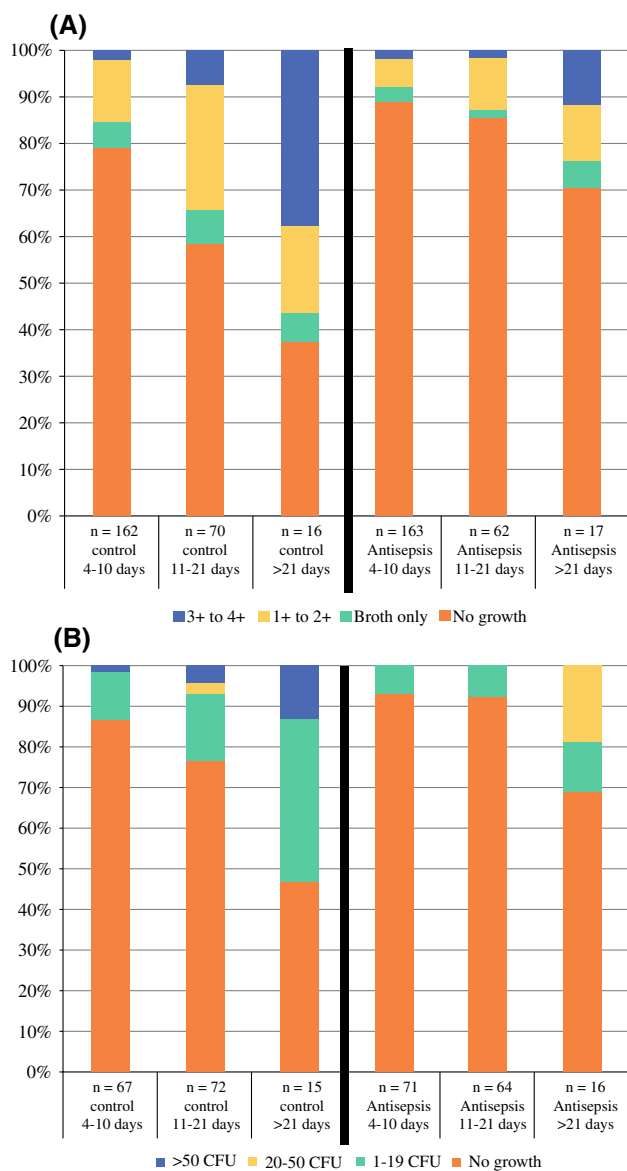 (A)
100%
90%
80%
70%
60%
50%
40%
30%
20%
10%
0%
n = 162 n = 70 n = 16 n = 163 n = 62 n = 17
control control control Antisepsis Antisepsis Antisepsis
4-10 days 11-21 days >21 days 4-10 days 11-21 days >21 days
3+ to 4+ 1+ to 2+ Broth only No growth
(B)
100%
90%
80%
70%
60%
50%
40%
30%
20%
10%
0%
n = 67 n = 72 n = 15 n = 71 n = 64 n = 16
control control control Antisepsis Antisepsis Antisepsis
4-10 days 11-21 days >21 days 4-10 days 11-21 days >21 days
>50 CFU 20-50 CFU 1-19 CFU No growth